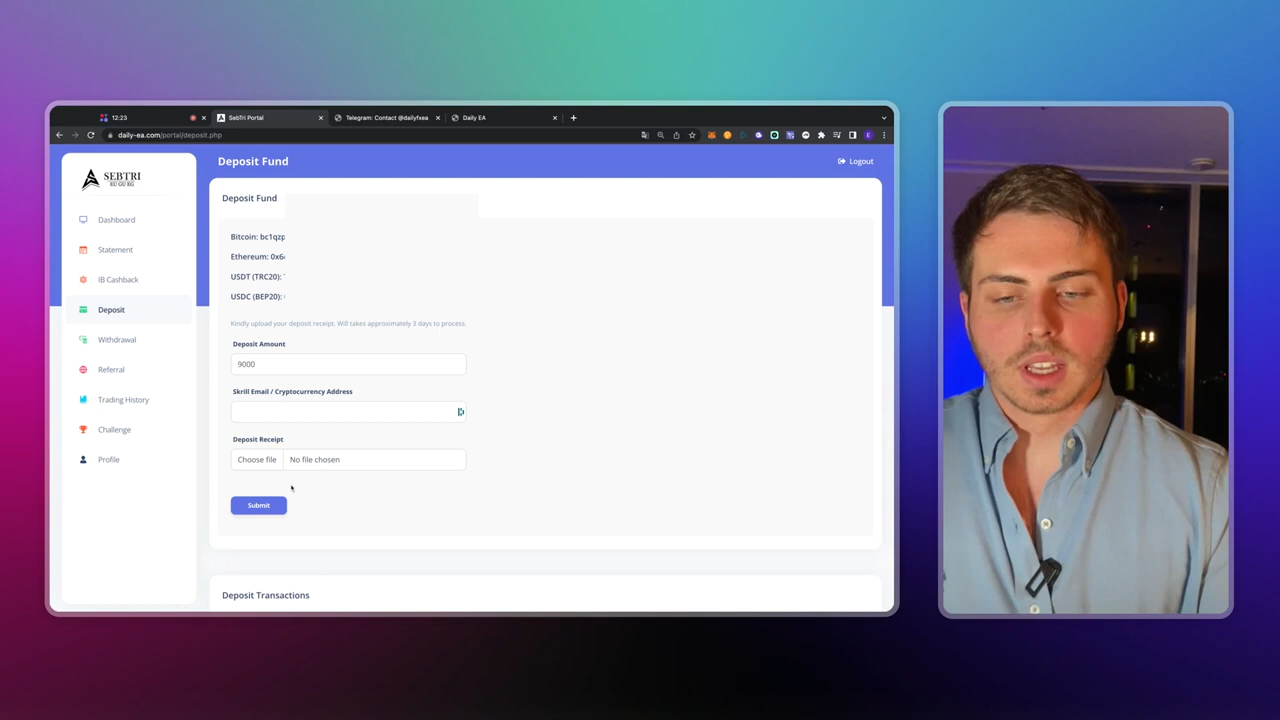 12:23
SebTri Portal
Telegram: Contact @dailyfxea
Daily EA
daily-ea.com/portal/deposit.php
SEBTRI
Deposit Fund
Logout
Dashboard
Statement
IB Cashback
Deposit
Withdrawal
Referral
Trading History
Challenge
Profile
Deposit Fund
Bitcoin: bc1qzp
Ethereum: 0x6
USDT (TRC20):
USDC (BEP20):
Kindly upload your deposit receipt. Will takes approximately 3 days to process.
Deposit Amount
9000
Skrill Email / Cryptocurrency Address
Deposit Receipt
Choose file No file chosen
Submit
Deposit Transactions